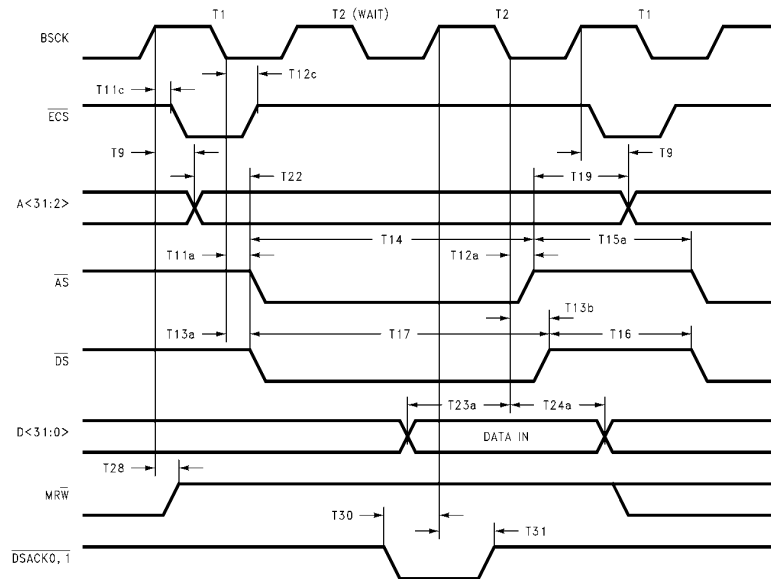 T1 T2 (WAIT) T2 T1
BSCK
T12c
T11c
ECS
T9 T9
T22 T19
A<31:2>
T14 T15a
T11a T12a
AS
T13b
T13a T17 T16
DS
T23a T24a
D<31:0> DATA IN
T28
MRW
T30 T31
DSACK0, 1